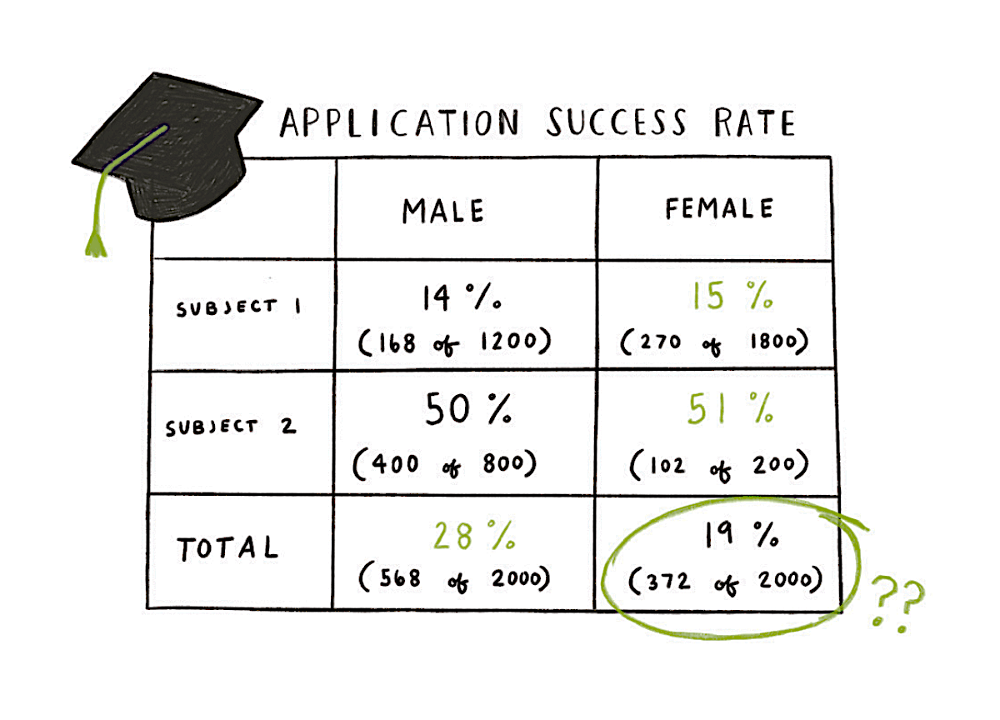 APPLICATION SUCCESS RATE
MALE
FEMALE
SUBJECT 1
14 %
(168 of 1200)
15 %
(270 of 1800)
SUBJECT 2
50 %
(400 of 800)
51 %
(102 of 200)
TOTAL
28 %
(568 of 2000)
19 %
(372 of 2000)
??